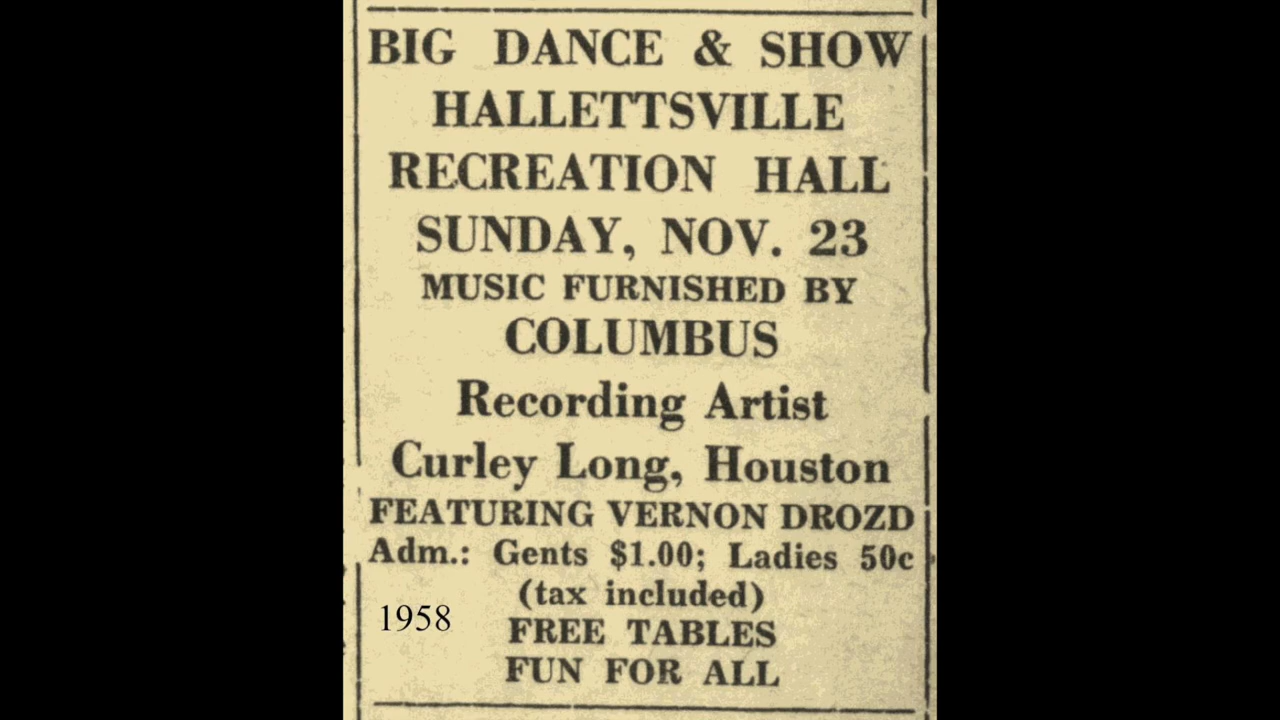 BIG DANCE & SHOW
HALLETTSVILLE
RECREATION HALL
SUNDAY, NOV. 23
MUSIC FURNISHED BY
COLUMBUS
Recording Artist
Curley Long, Houston
FEATURING VERNON DROZD
Adm.: Gents $1.00; Ladies 50c
(tax included)
1958
FREE TABLES
FUN FOR ALL